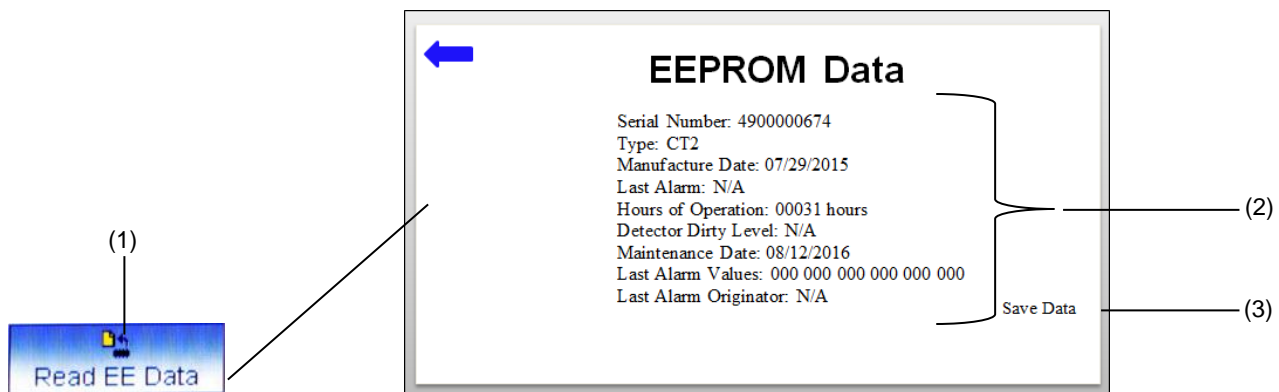 EEPROM Data
Serial Number: 4900000674
Type: CT2
Manufacture Date: 07/29/2015
Last Alarm: N/A
Hours of Operation: 00031 hours
(2)
Detector Dirty Level: N/A
(1)
Maintenance Date: 08/12/2016
Last Alarm Values: 000 000 000 000 000 000
Last Alarm Originator: N/A
Save Data
(3)
Read EE Data